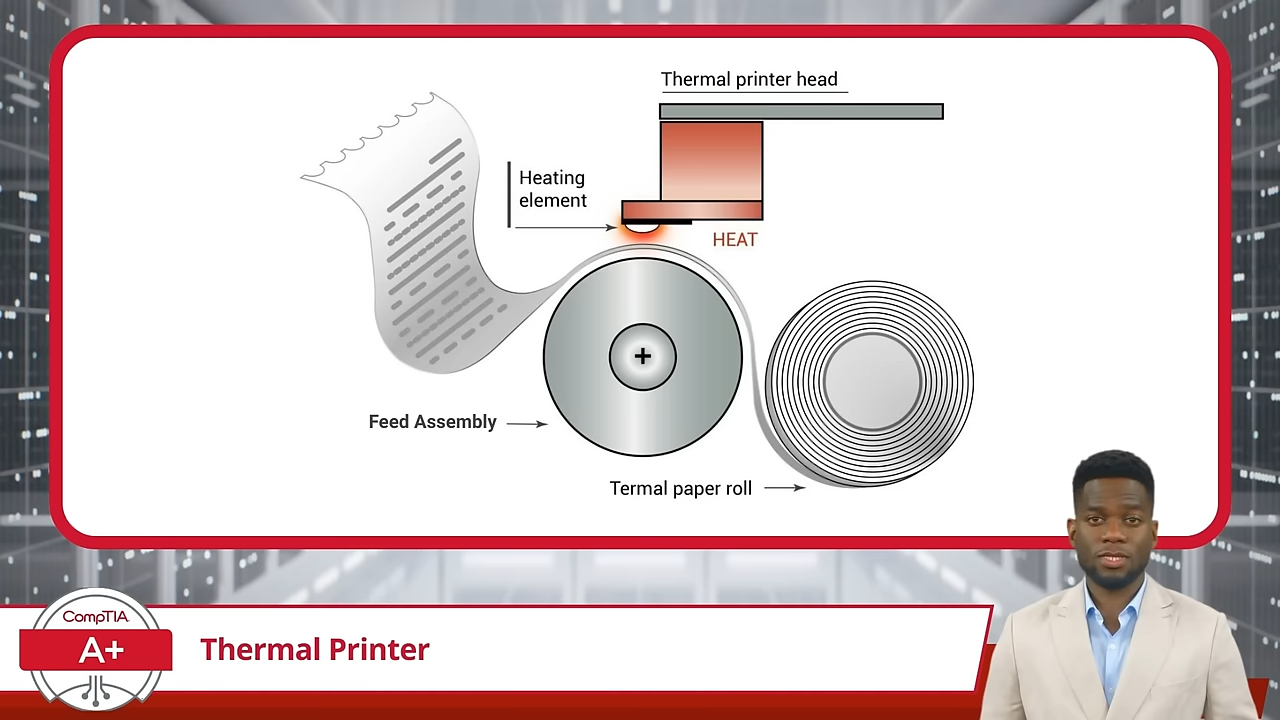 Thermal printer head
Heating
element
HEAT
+
Feed Assembly
Termal paper roll
CompTIA
A+
Thermal Printer